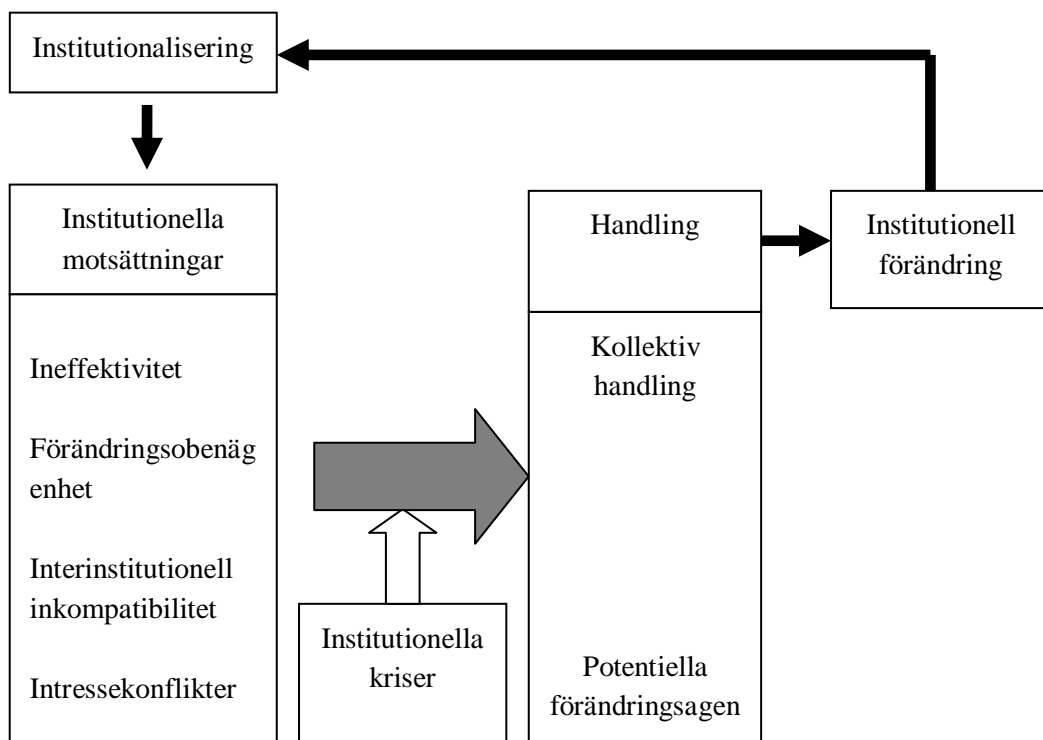 Institutionalisering
Institutionella
motsättningar
Ineffektivitet
Förändringsobenäg
enhet
Interinstitutionell
inkompatibilitet
Intressekonflikter
Institutionella
kriser
Handling
Kollektiv
handling
Potentiella
förändringsagen
Institutionell
förändring